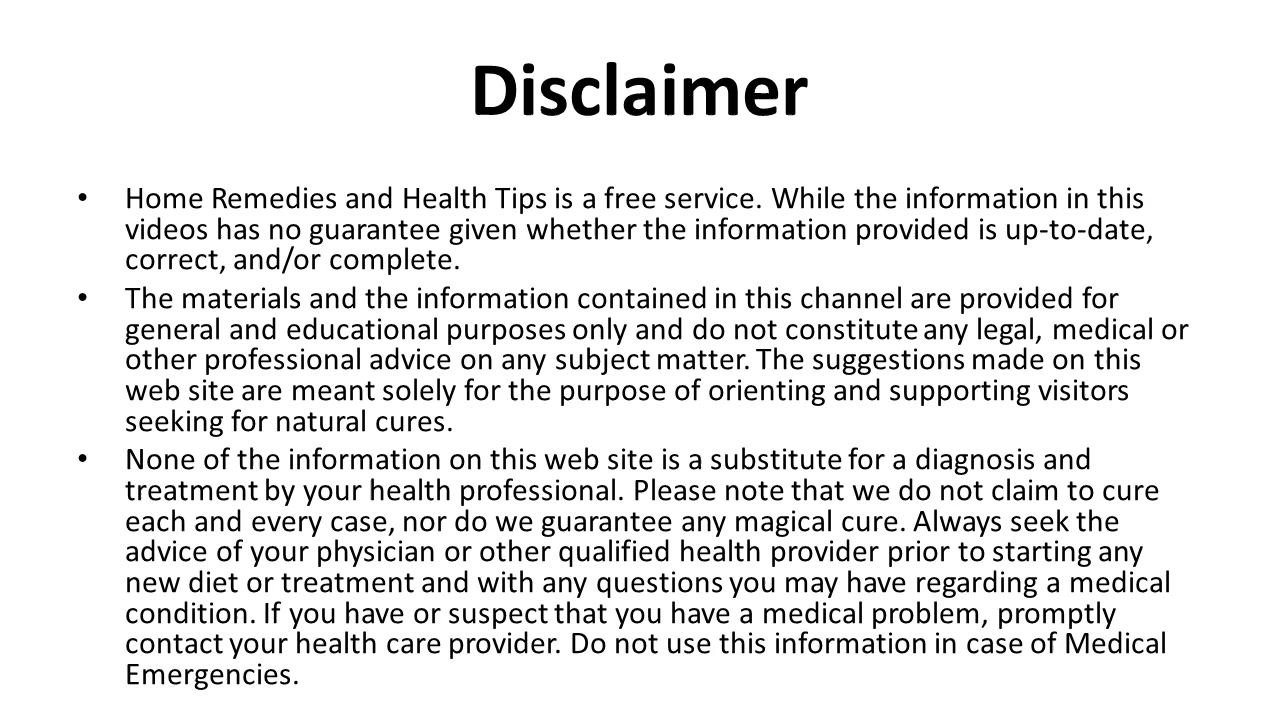 Disclaimer
• Home Remedies and Health Tips is a free service. While the information in this
videos has no guarantee given whether the information provided is up-to-date,
correct, and/or complete.
• The materials and the information contained in this channel are provided for
general and educational purposes only and do not constitute any legal, medical or
other professional advice on any subject matter. The suggestions made on this
web site are meant solely for the purpose of orienting and supporting visitors
seeking for natural cures.
• None of the information on this web site is a substitute for a diagnosis and
treatment by your health professional. Please note that we do not claim to cure
each and every case, nor do we guarantee any magical cure. Always seek the
advice of your physician or other qualified health provider prior to starting any
new diet or treatment and with any questions you may have regarding a medical
condition. If you have or suspect that you have a medical problem, promptly
contact your health care provider. Do not use this information in case of Medical
Emergencies.